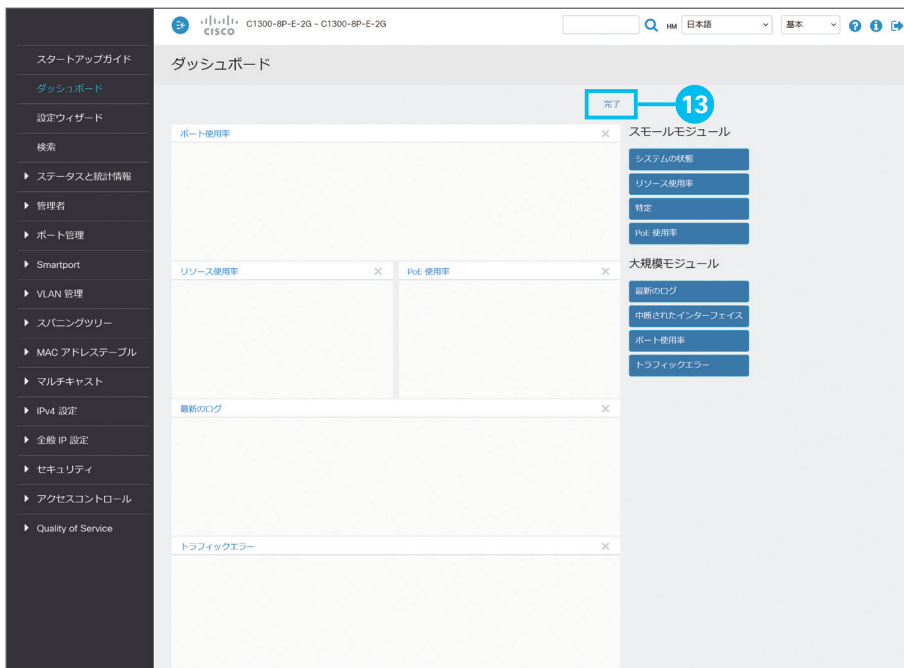 CISCO
C1300-8P-E-2G - C1300-8P-E-2G
HM
日本語
基本
スタートアップガイド
ダッシュボード
設定ウィザード
検索
ステータスと統計情報
管理者
ポート管理
Smartport
VLAN 管理
スパニングツリー
MAC アドレステーブル
マルチキャスト
IPv4 設定
全般 IP 設定
セキュリティ
アクセスコントロール
Quality of Service
ダッシュボード
完了
13
ポート使用率
リソース使用率
PoE 使用率
最新のログ
トラフィックエラー
スモールモジュール
システムの状態
リソース使用率
特定
PoE 使用率
大規模モジュール
最新のログ
中断されたインターフェイス
ポート使用率
トラフィックエラー